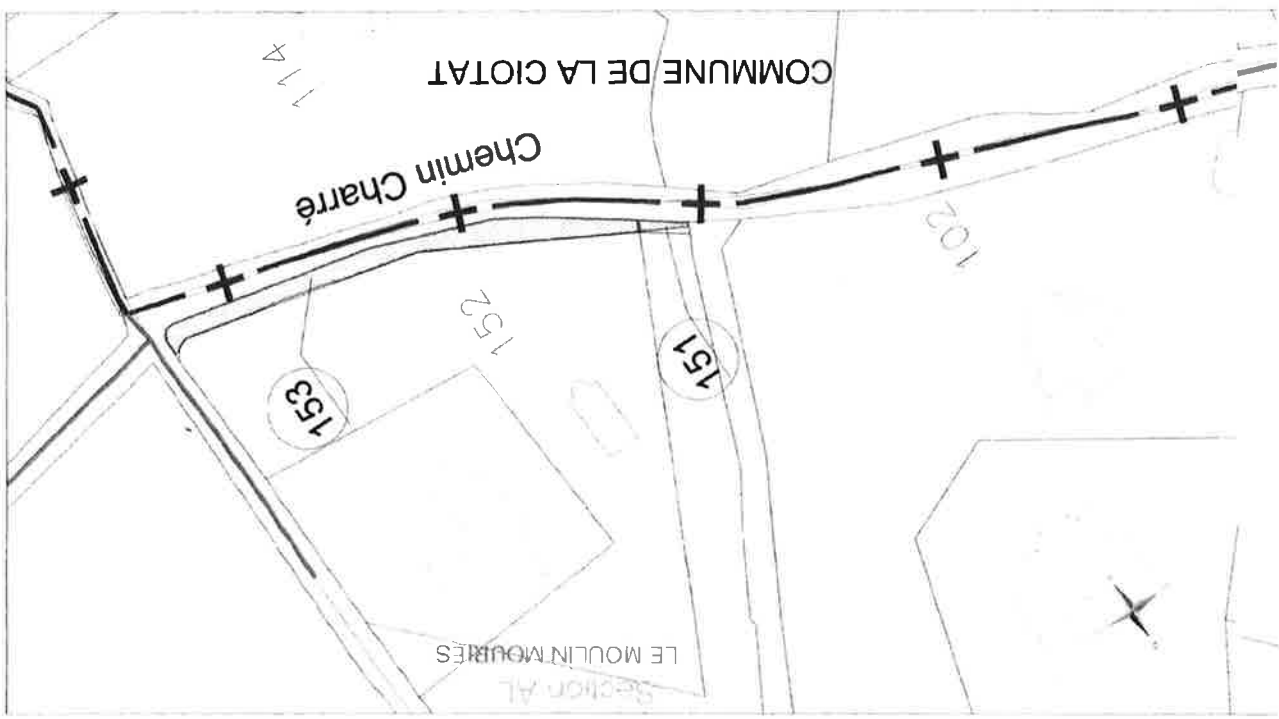 Section AL
LE MOULIN MOURIES
151
153
152
102
Chemin Charré
COMMUNE DE LA CIOTAT
114